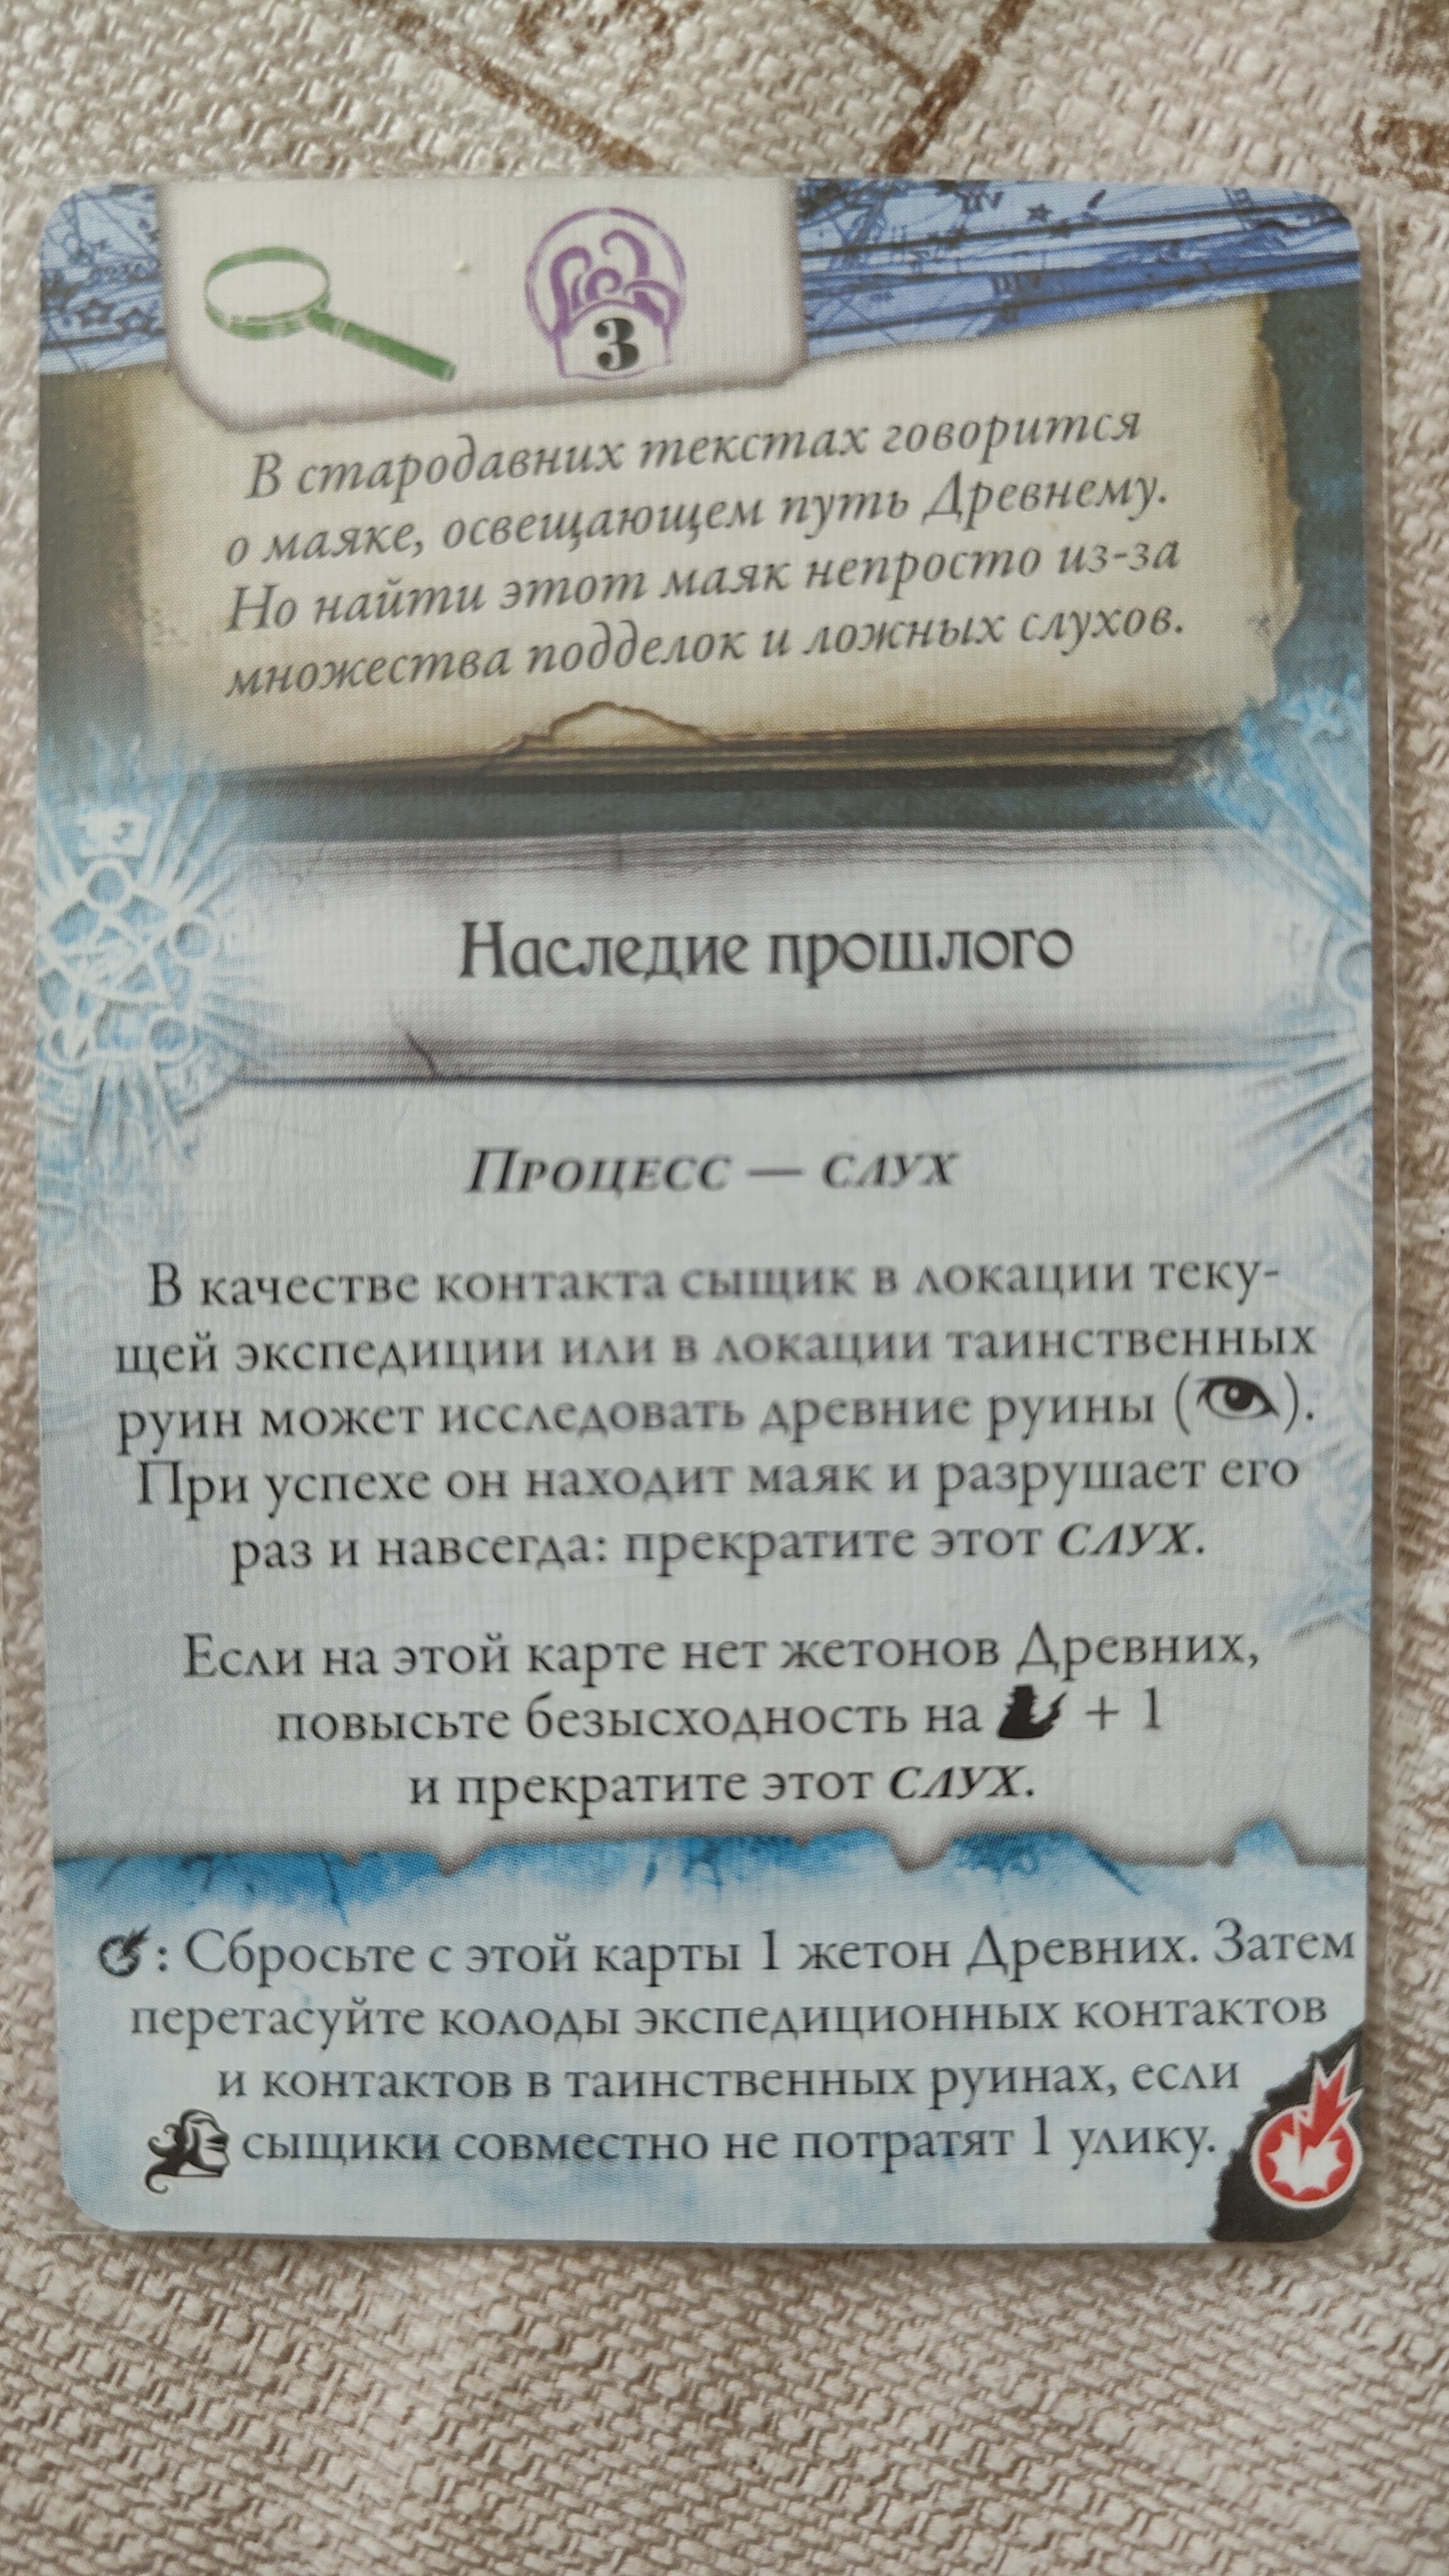 3
В стародавних текстах говорится
о маяке, освещающем путь Древнему.
Но найти этот маяк непросто из-за
множества подделок и ложных слухов.
Наследие прошлого
Процесс — слух
В качестве контакта сыщик в локации теку-
щей экспедиции или в локации таинственных
руин может исследовать древние руины ( ).
При успехе он находит маяк и разрушает его
раз и навсегда: прекратите этот СЛУХ.
Если на этой карте нет жетонов Древних,
повысьте безысходность на + 1
и прекратите этот СЛУХ.
: Сбросьте с этой карты 1 жетон Древних. Затем
перетасуйте колоды экспедиционных контактов
и контактов в таинственных руинах, если
сыщики совместно не потратят 1 улику.